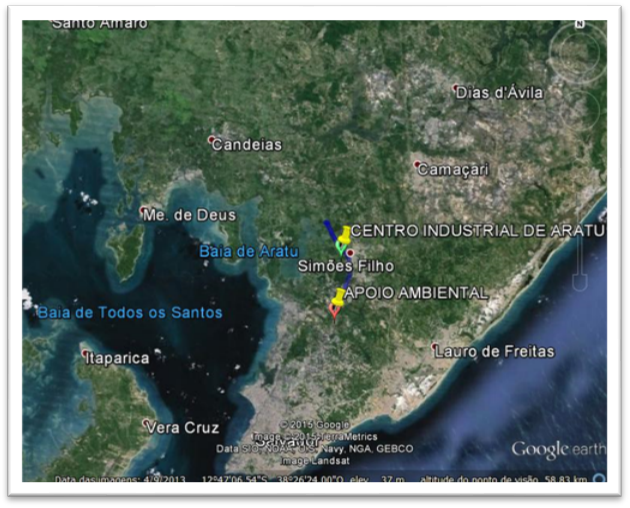 Santo Amaro
N
Dias d'Ávila
Candeias
Camaçari
Me. de Deus
CENTRO INDUSTRIAL DE ARATU
Baia de Aratu
Simões Filho
APOIO AMBIENTAL
Baia de Todos os Santos
Itaparica
Lauro de Freitas
Vera Cruz
© 2015 Google
Image © 2015 TerraMetrics
Salvador
Data SIO, NOAA, U.S. Navy, NGA, GEBCO
Image Landsat
Google earth
Data das imagens: 4/9/2013 12°47'06.54"S 38°26'24.00"O elev 37 m altitude do ponto de visão 58.83 km